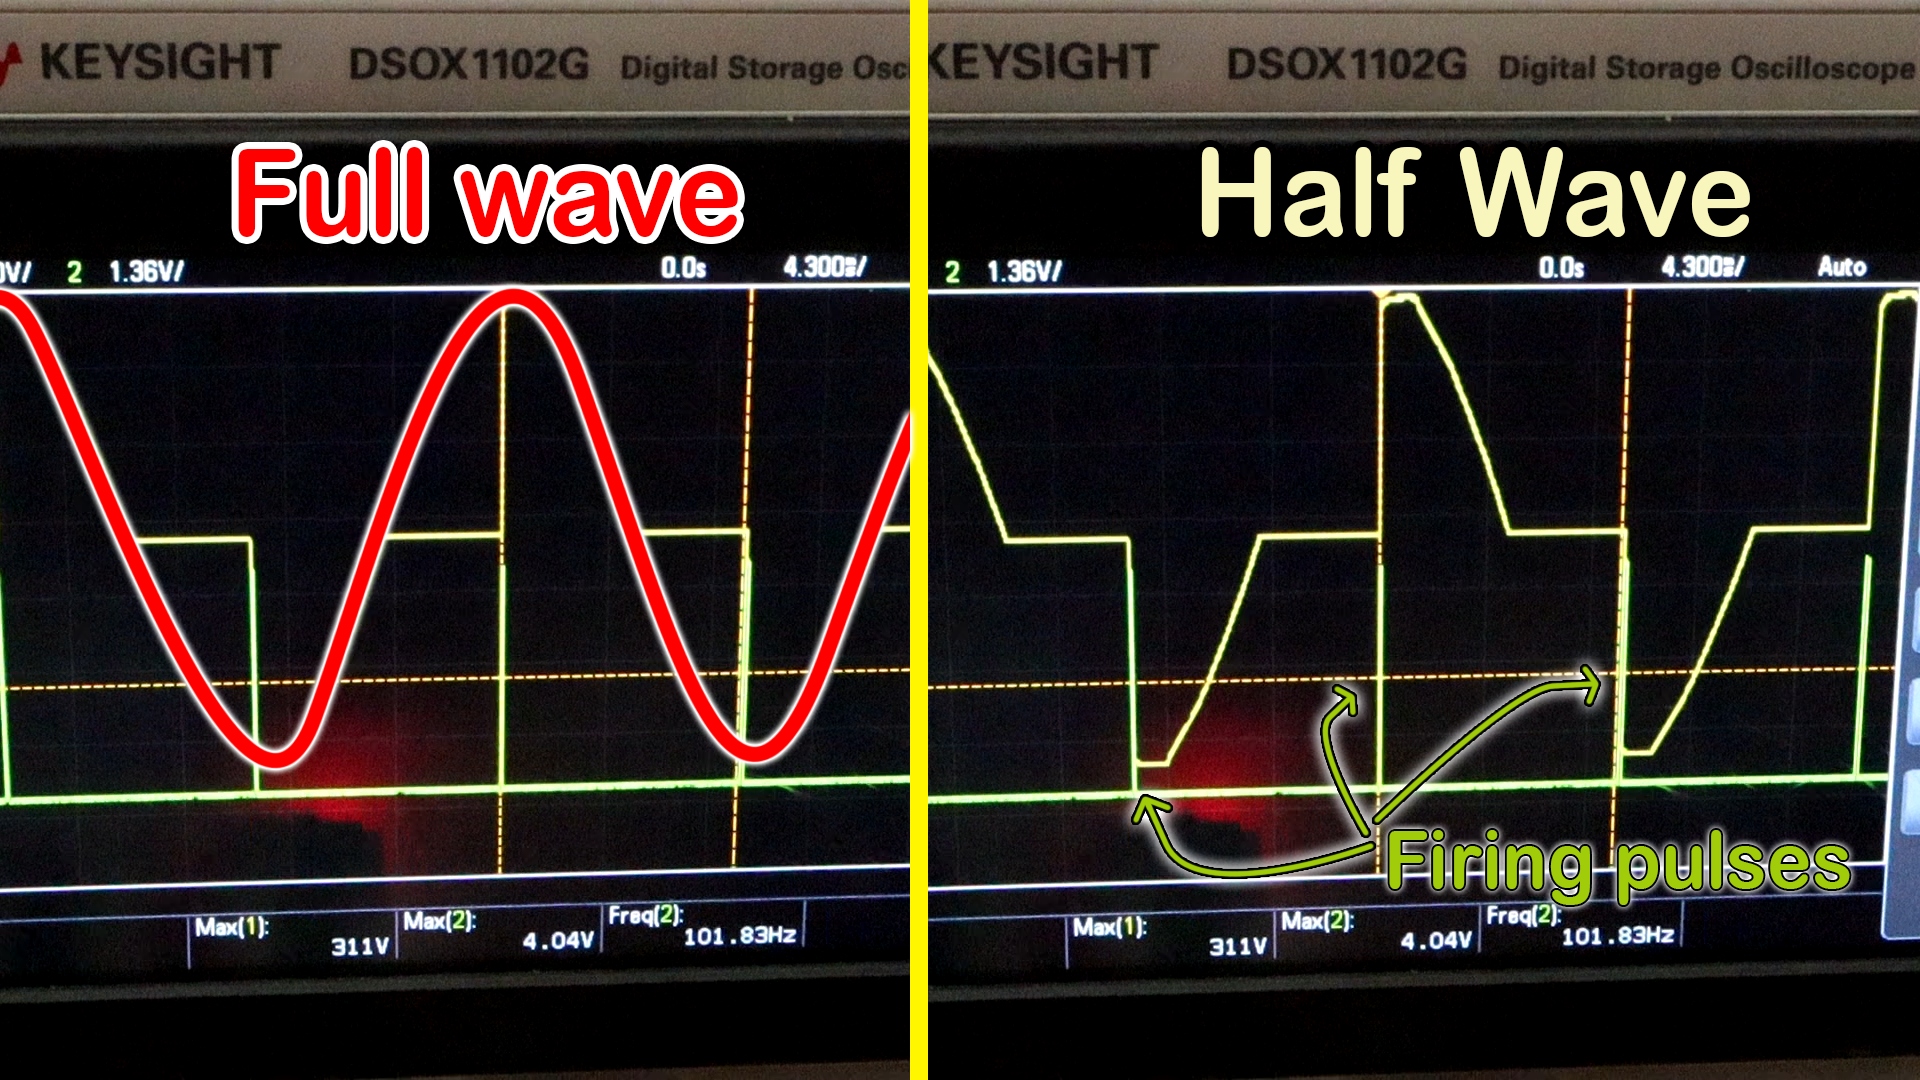 KEYSIGHT DSOX1102G Digital Storage Osc
Full wave
0V/ 2 1.36V/ 0.0s 4.300ms/
Max(1): Max(2): Freq(2):
311V 4.04V 101.83Hz
KEYSIGHT DSOX1102G Digital Storage Oscilloscope
Half Wave
2 1.36V/ 0.0s 4.300ms/ Auto
Firing pulses
Max(1): Max(2): Freq(2):
311V 4.04V 101.83Hz